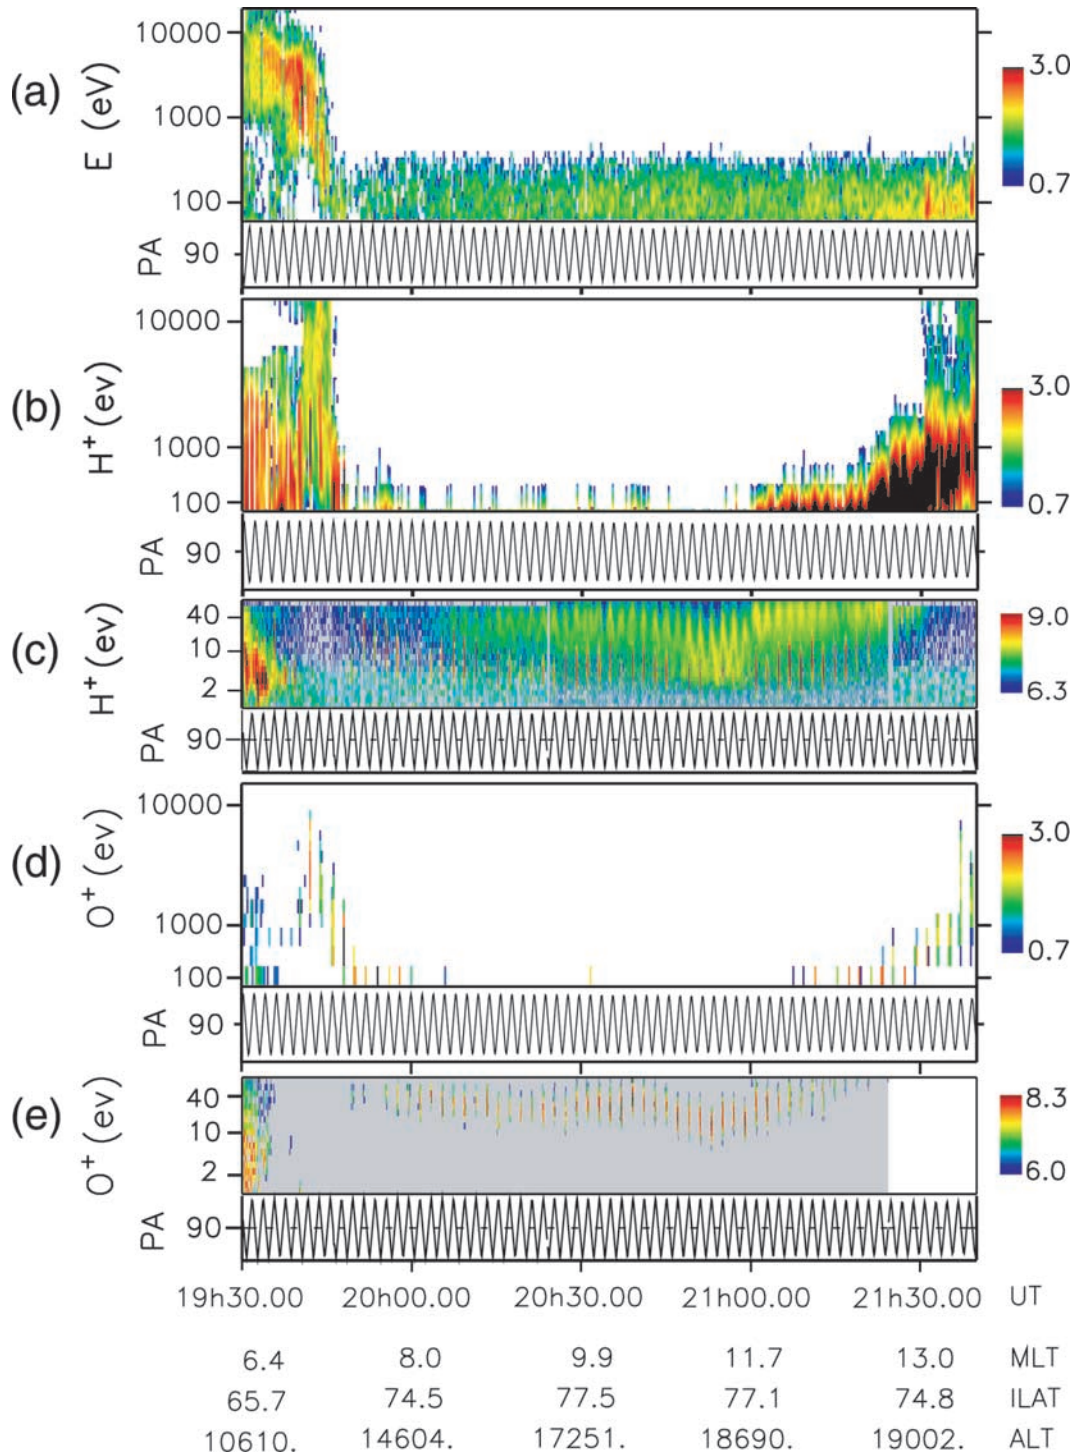 (a)
E (eV)
10000
1000
100
3.0
0.7
PA
90
(b)
H+ (ev)
10000
1000
100
3.0
0.7
PA
90
(c)
H+ (ev)
40
10
2
9.0
6.3
PA
90
(d)
O+ (ev)
10000
1000
100
3.0
0.7
PA
90
(e)
O+ (ev)
40
10
2
8.3
6.0
PA
90
19h30.00 20h00.00 20h30.00 21h00.00 21h30.00 UT
6.4 8.0 9.9 11.7 13.0 MLT
65.7 74.5 77.5 77.1 74.8 ILAT
10610. 14604. 17251. 18690. 19002. ALT